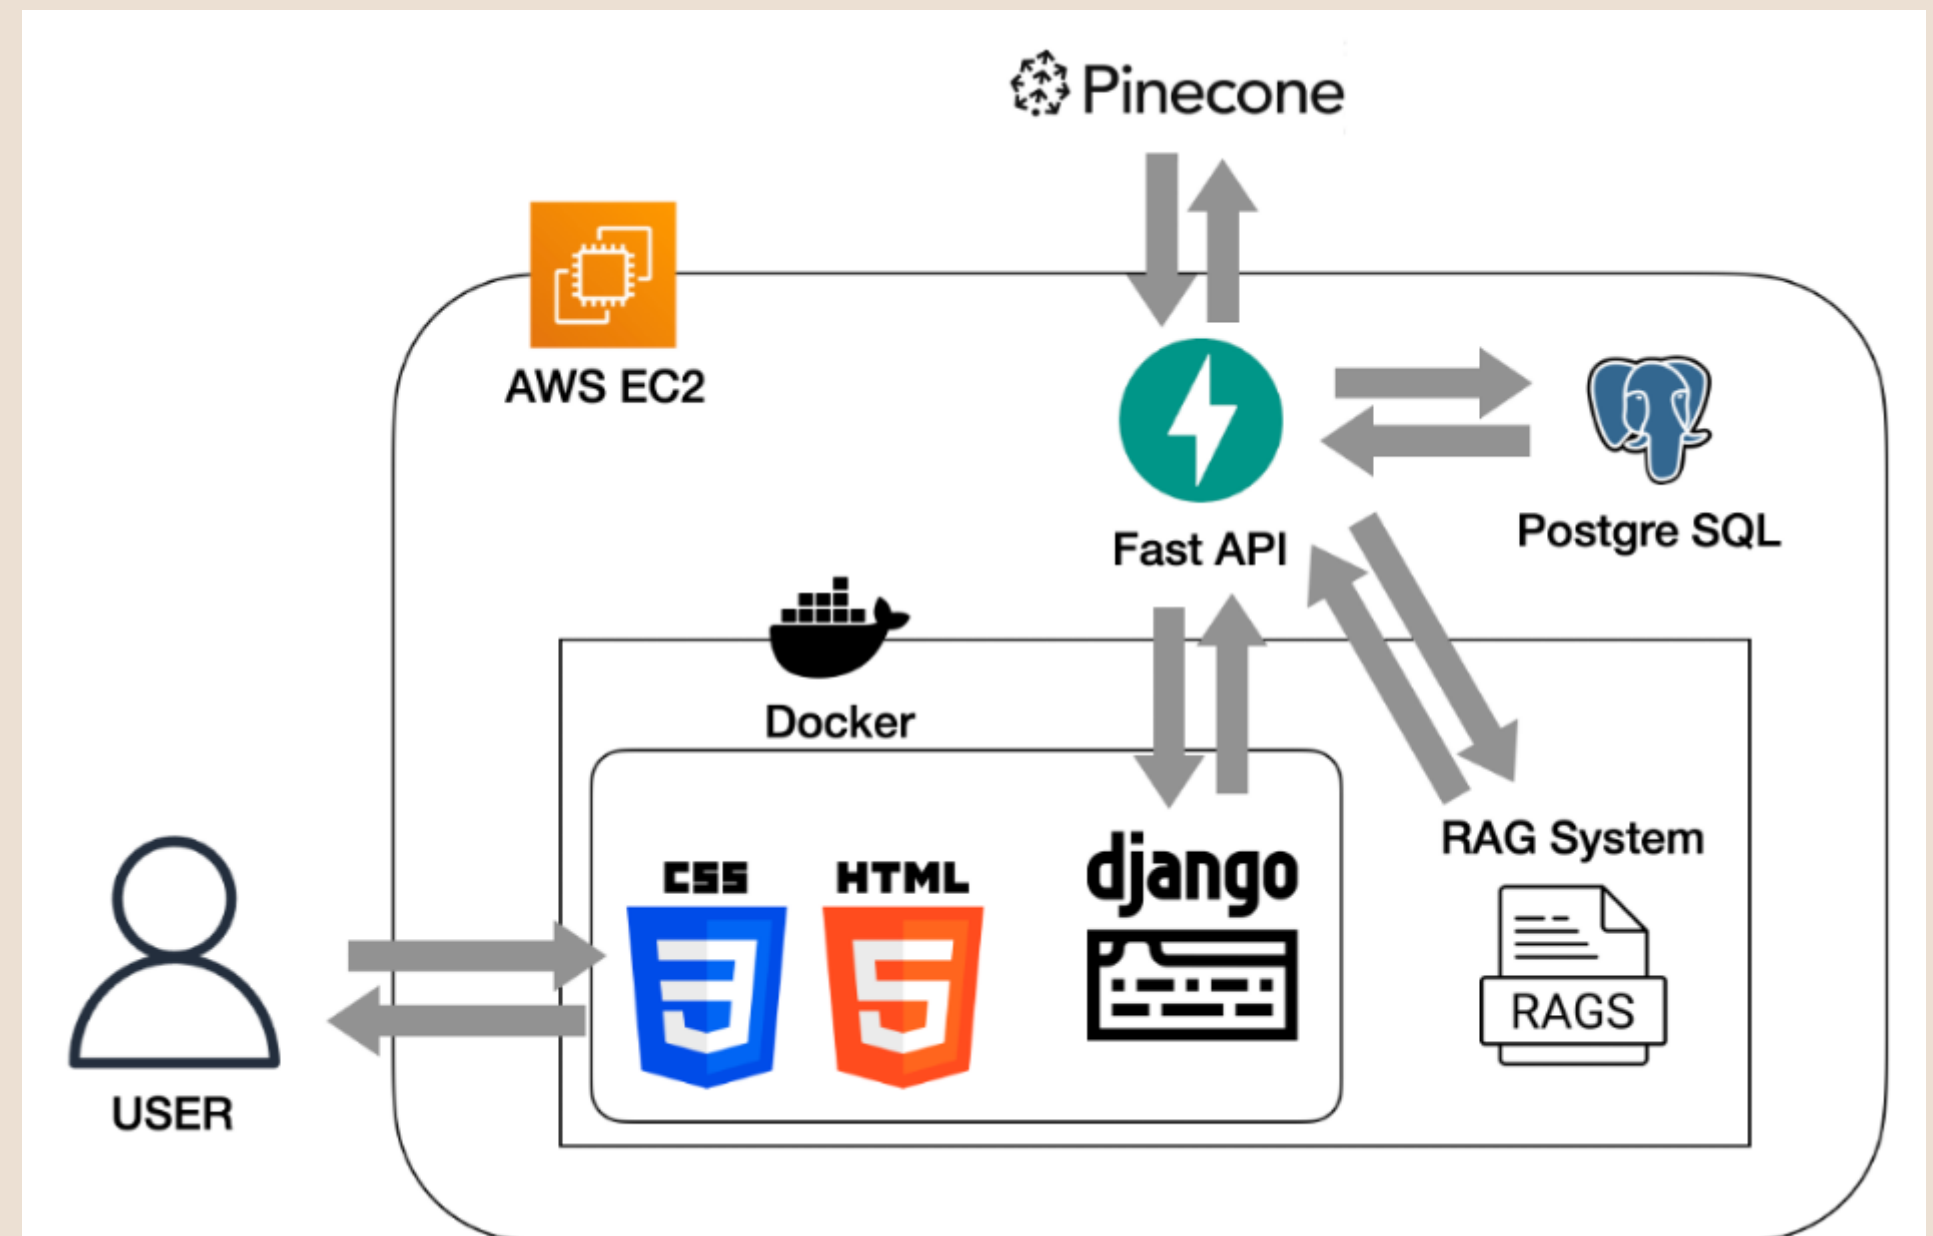 Pinecone
AWS EC2
Fast API
Postgre SQL
Docker
RAG System
CSS
HTML
django
RAGS
USER